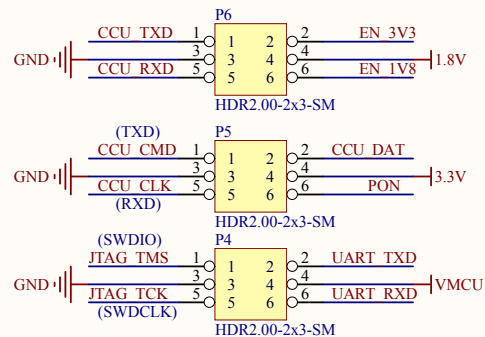 P6
CCU_TXD 1 1 2 2 EN_3V3
GND 3 3 4 4 1.8V
CCU_RXD 5 5 6 6 EN_1V8
HDR2.00-2x3-SM
(TXD) P5
CCU_CMD 1 1 2 2 CCU_DAT
GND 3 3 4 4 3.3V
CCU_CLK 5 5 6 6 PON
(RXD)
HDR2.00-2x3-SM
(SWDIO) P4
JTAG_TMS 1 1 2 2 UART_TXD
GND 3 3 4 4 VMCU
JTAG_TCK 5 5 6 6 UART_RXD
(SWDCLK)
HDR2.00-2x3-SM